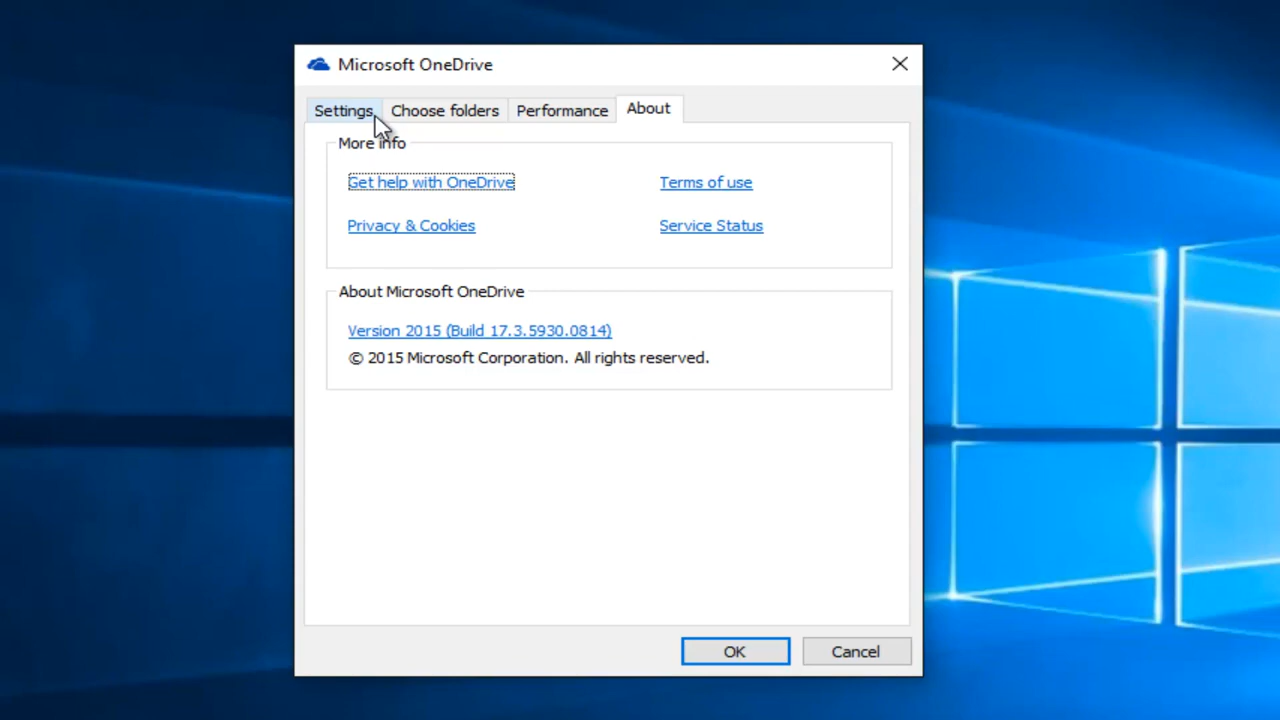 Microsoft OneDrive
Settings Choose folders Performance About
More info
Get help with OneDrive Terms of use
Privacy & Cookies Service Status
About Microsoft OneDrive
Version 2015 (Build 17.3.5930.0814)
© 2015 Microsoft Corporation. All rights reserved.
OK Cancel